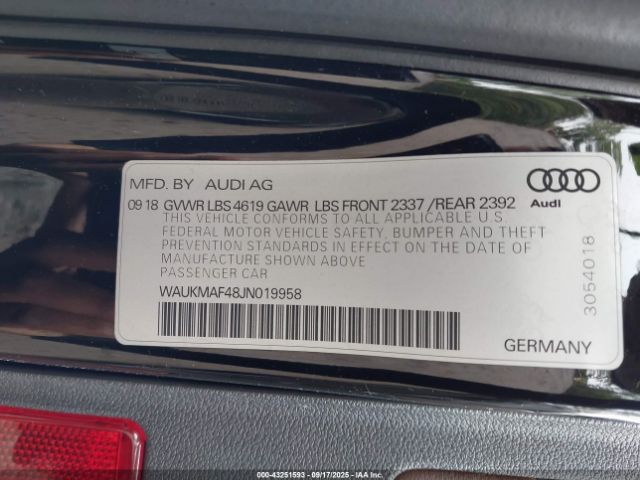 MFD. BY AUDI AG
09 18 GVWR LBS 4619 GAWR LBS FRONT 2337 /REAR 2392
THIS VEHICLE CONFORMS TO ALL APPLICABLE U.S.
FEDERAL MOTOR VEHICLE SAFETY, BUMPER AND THEFT
PREVENTION STANDARDS IN EFFECT ON THE DATE OF
MANUFACTURE SHOWN ABOVE
PASSENGER CAR
WAUKMAF48JN019958
Audi
3054018
GERMANY
000-43251593 - 09/17/2025 - IAA Inc.